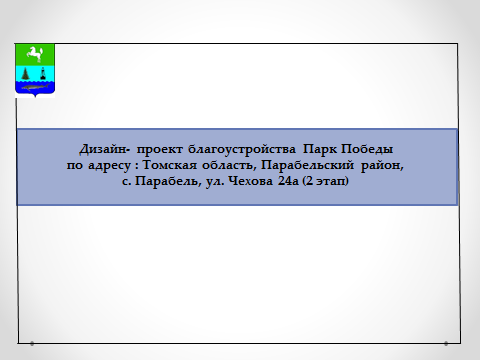 Дизайн- проект благоустройства Парк Победы
по адресу : Томская область, Парабельский район,
с. Парабель, ул. Чехова 24а (2 этап)